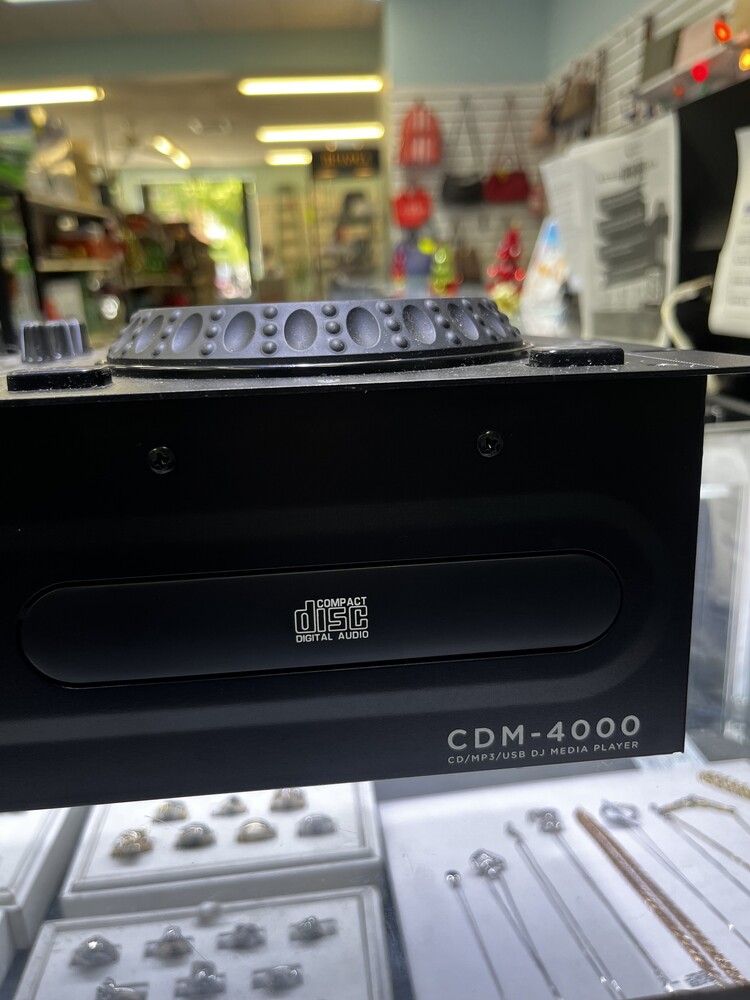 COMPACT
disc
DIGITAL AUDIO
CDM-4000
CD/MP3/USB DJ MEDIA PLAYER